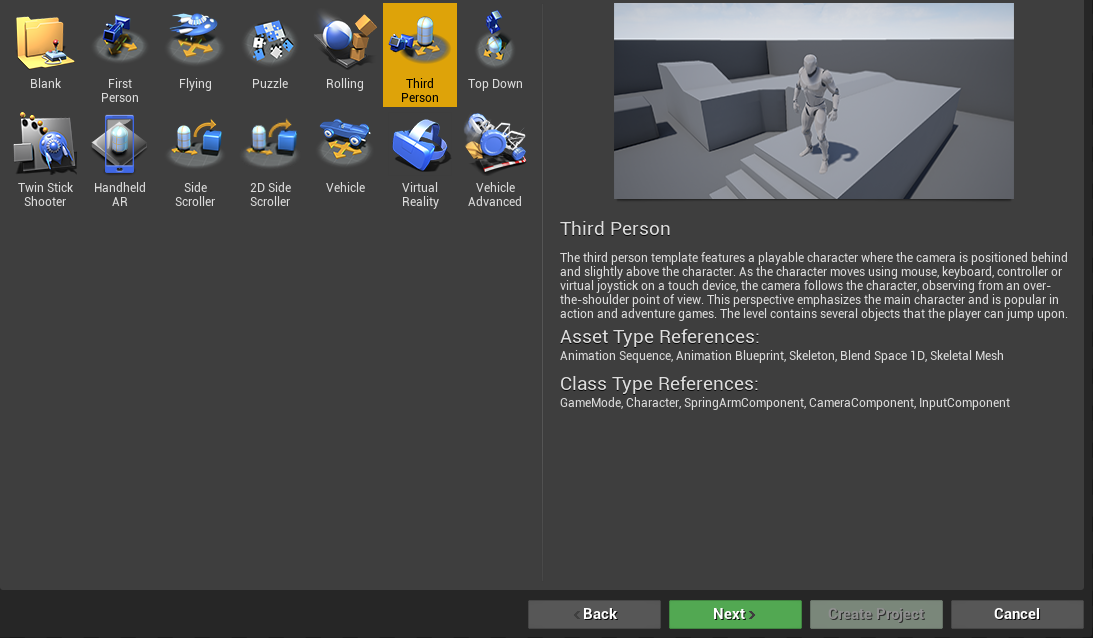 Blank
First
Person
Flying
Puzzle
Rolling
Third
Person
Top Down
Twin Stick
Shooter
Handheld
AR
Side
Scroller
2D Side
Scroller
Vehicle
Virtual
Reality
Vehicle
Advanced
Third Person
The third person template features a playable character where the camera is positioned behind
and slightly above the character. As the character moves using mouse, keyboard, controller or
virtual joystick on a touch device, the camera follows the character, observing from an over-
the-shoulder point of view. This perspective emphasizes the main character and is popular in
action and adventure games. The level contains several objects that the player can jump upon.
Asset Type References:
Animation Sequence, Animation Blueprint, Skeleton, Blend Space 1D, Skeletal Mesh
Class Type References:
GameMode, Character, SpringArmComponent, CameraComponent, InputComponent
< Back
Next >
Create Project
Cancel